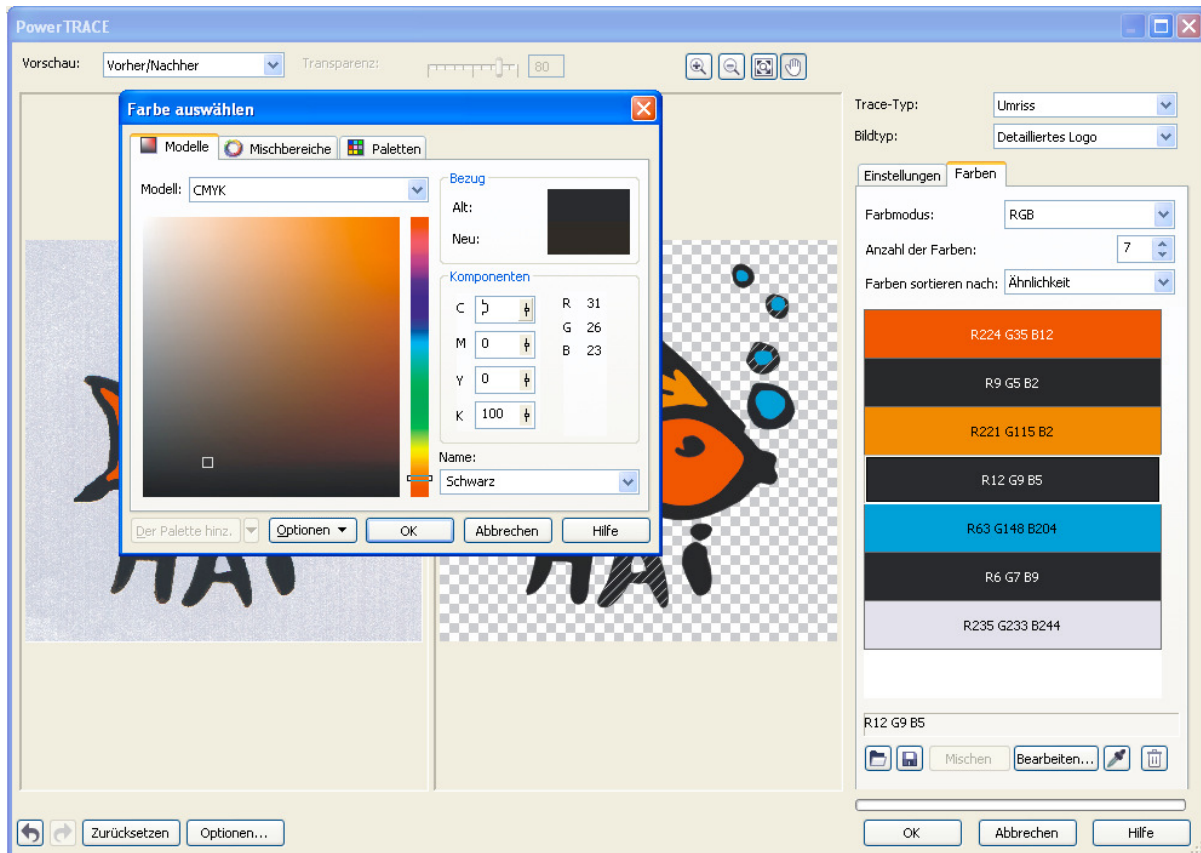 PowerTRACE
Vorschau: Vorher/Nachher Transparenz: 80
Farbe auswählen
Modelle Mischbereiche Paletten
Modell: CMYK
Bezug
Alt:
Neu:
Komponenten
C R 31
M 0 G 26
B 23
Y 0
K 100
Name:
Schwarz
Der Palette hinz. Optionen OK Abbrechen Hilfe
HAi
HAi
Trace-Typ: Umriss
Bildtyp: Detailliertes Logo
Einstellungen Farben
Farbmodus: RGB
Anzahl der Farben: 7
Farben sortieren nach: Ähnlichkeit
R224 G35 B12
R9 G5 B2
R221 G115 B2
R12 G9 B5
R63 G148 B204
R6 G7 B9
R235 G233 B244
R12 G9 B5
Mischen Bearbeiten...
Zurücksetzen Optionen... OK Abbrechen Hilfe